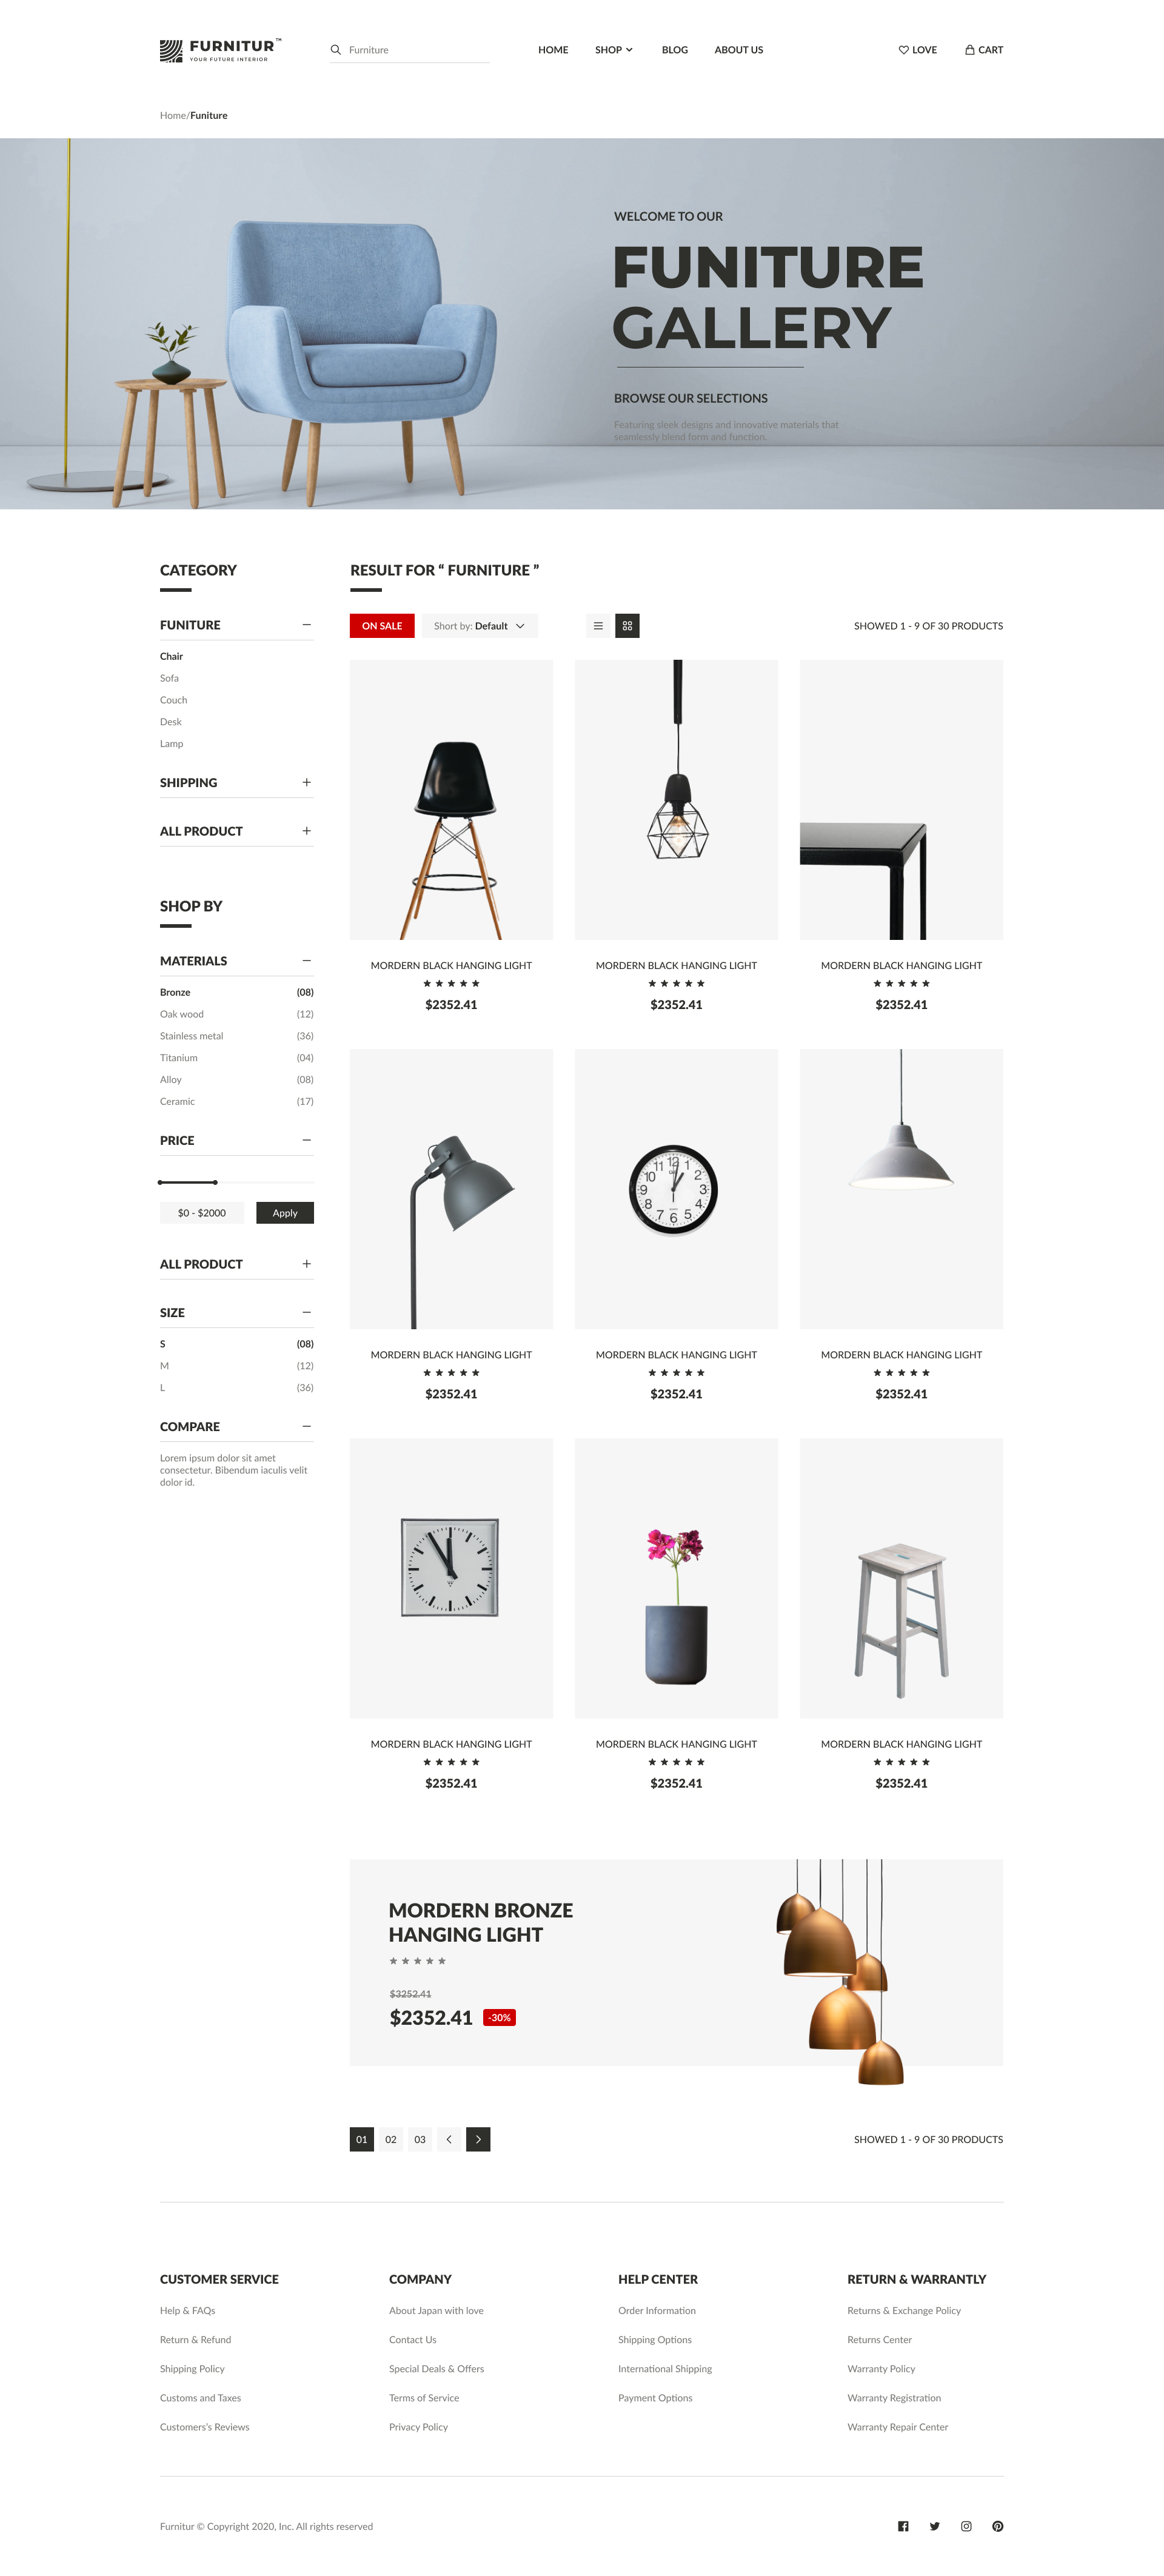 FURNITUR™
YOUR FUTURE INTERIOR
Furniture
HOME
SHOP
BLOG
ABOUT US
LOVE
CART
Home/Funiture
WELCOME TO OUR
FUNITURE
GALLERY
BROWSE OUR SELECTIONS
Featuring sleek designs and innovative materials that
seamlessly blend form and function.
CATEGORY
FUNITURE
Chair
Sofa
Couch
Desk
Lamp
SHIPPING
ALL PRODUCT
SHOP BY
MATERIALS
Bronze (08)
Oak wood (12)
Stainless metal (36)
Titanium (04)
Alloy (08)
Ceramic (17)
PRICE
$0 - $2000
Apply
ALL PRODUCT
SIZE
S (08)
M (12)
L (36)
COMPARE
Lorem ipsum dolor sit amet
consectetur. Bibendum iaculis velit
dolor id.
RESULT FOR “ FURNITURE ”
ON SALE
Short by: Default
SHOWED 1 - 9 OF 30 PRODUCTS
MORDERN BLACK HANGING LIGHT
$2352.41
MORDERN BLACK HANGING LIGHT
$2352.41
MORDERN BLACK HANGING LIGHT
$2352.41
MORDERN BLACK HANGING LIGHT
$2352.41
12
1
2
3
4
5
6
7
8
9
10
11
MORDERN BLACK HANGING LIGHT
$2352.41
MORDERN BLACK HANGING LIGHT
$2352.41
MORDERN BLACK HANGING LIGHT
$2352.41
MORDERN BLACK HANGING LIGHT
$2352.41
MORDERN BLACK HANGING LIGHT
$2352.41
MORDERN BRONZE
HANGING LIGHT
$3252.41
$2352.41 -30%
01 02 03
SHOWED 1 - 9 OF 30 PRODUCTS
CUSTOMER SERVICE
Help & FAQs
Return & Refund
Shipping Policy
Customs and Taxes
Customers’s Reviews
COMPANY
About Japan with love
Contact Us
Special Deals & Offers
Terms of Service
Privacy Policy
HELP CENTER
Order Information
Shipping Options
International Shipping
Payment Options
RETURN & WARRANTLY
Returns & Exchange Policy
Returns Center
Warranty Policy
Warranty Registration
Warranty Repair Center
Furnitur © Copyright 2020, Inc. All rights reserved